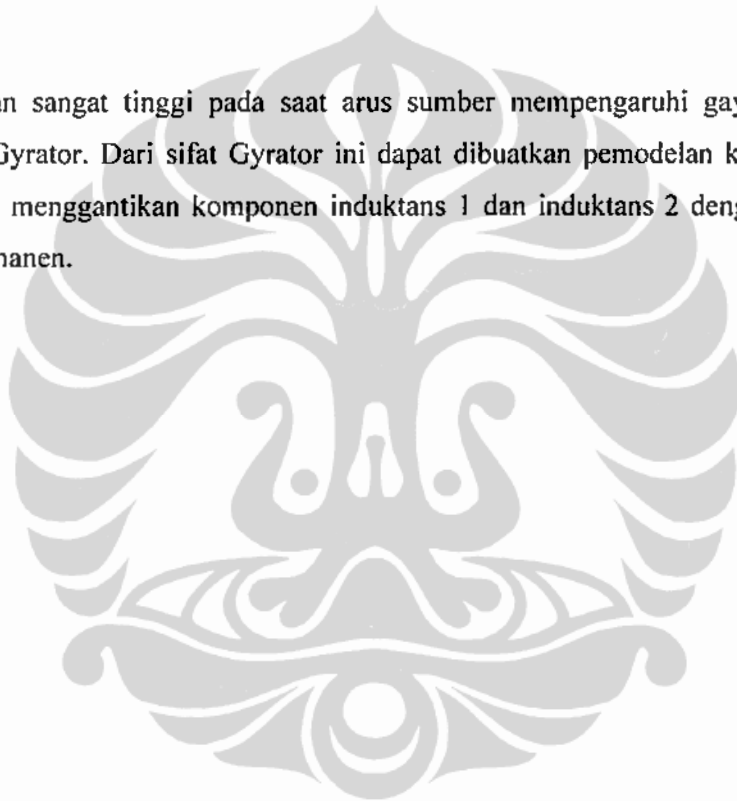 an sangat tinggi pada saat arus sumber mempengaruhi gay
Gyrator. Dari sifat Gyrator ini dapat dibuatkan pemodelan k
menggantikan komponen induktans 1 dan induktans 2 deng
nanen.